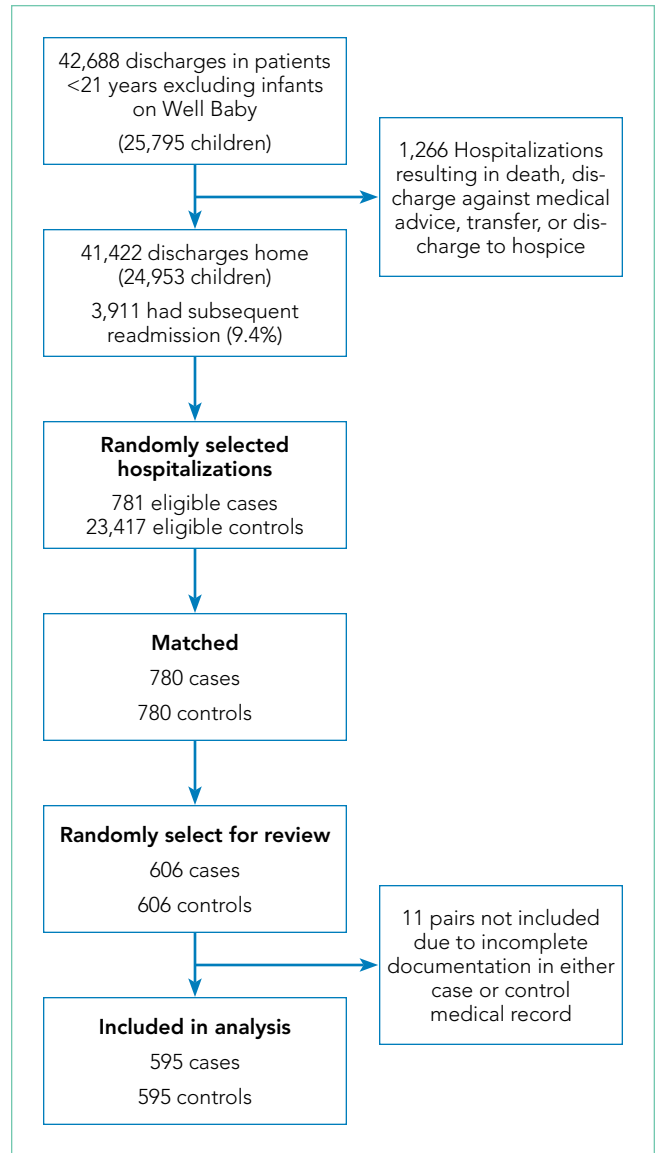 42,688 discharges in patients
<21 years excluding infants
on Well Baby
(25,795 children)
1,266 Hospitalizations
resulting in death, dis-
charge against medical
advice, transfer, or dis-
charge to hospice
41,422 discharges home
(24,953 children)
3,911 had subsequent
readmission (9.4%)
Randomly selected
hospitalizations
781 eligible cases
23,417 eligible controls
Matched
780 cases
780 controls
Randomly select for review
606 cases
606 controls
11 pairs not included
due to incomplete
documentation in either
case or control
medical record
Included in analysis
595 cases
595 controls